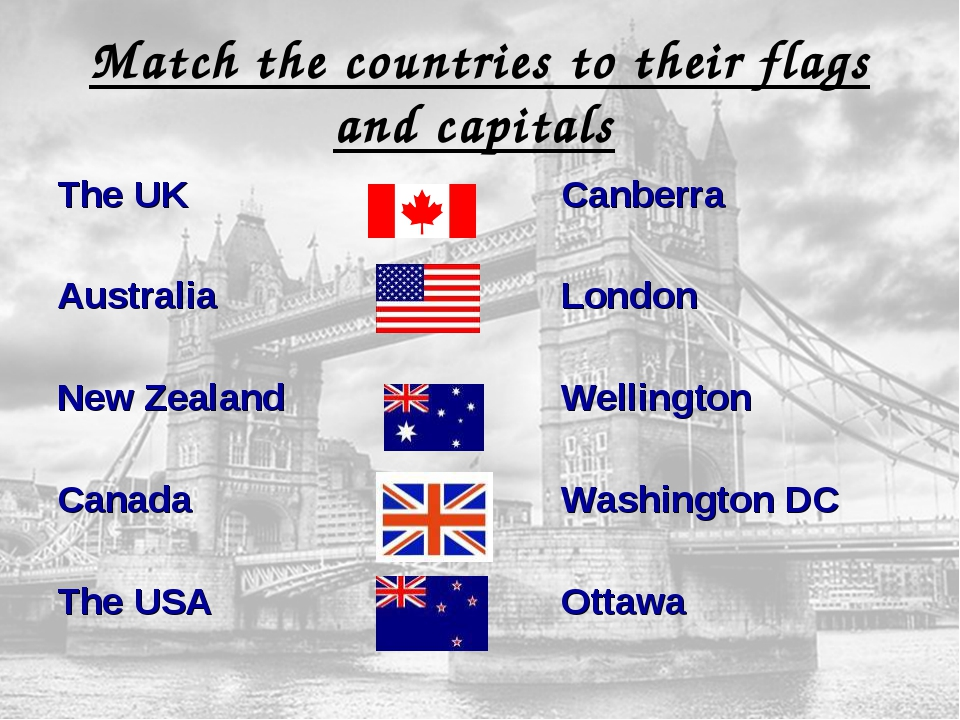 Match the countries to their flags
and capitals
The UK
Canberra
Australia
London
New Zealand
Wellington
Canada
Washington DC
The USA
Ottawa